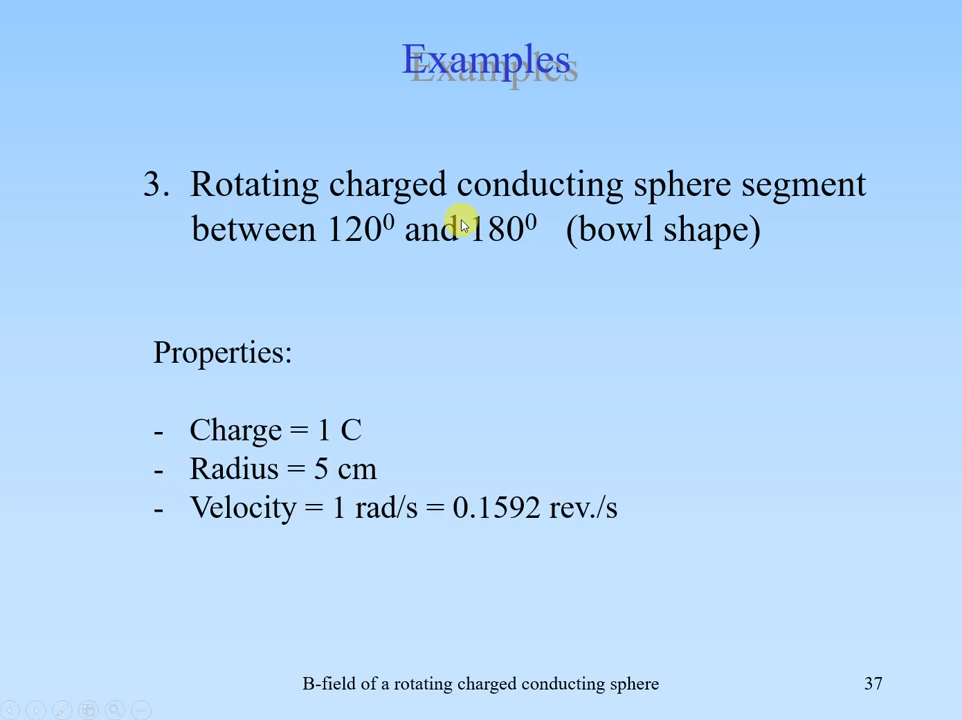 Examples
3. Rotating charged conducting sphere segment
between 120⁰ and 180⁰ (bowl shape)
Properties:
- Charge = 1 C
- Radius = 5 cm
- Velocity = 1 rad/s = 0.1592 rev./s
B-field of a rotating charged conducting sphere 37